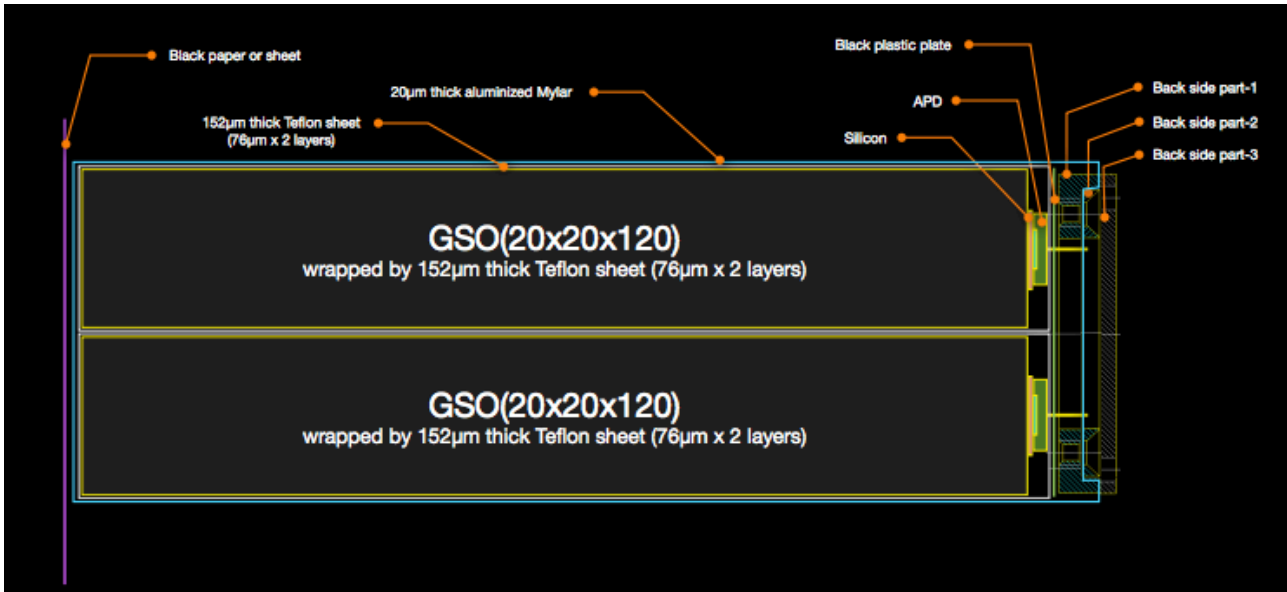 Black paper or sheet
Black plastic plate
20µm thick aluminized Mylar
Back side part-1
APD
152µm thick Teflon sheet
(76µm x 2 layers)
Back side part-2
Silicon
Back side part-3
GSO(20x20x120)
wrapped by 152µm thick Teflon sheet (76µm x 2 layers)
GSO(20x20x120)
wrapped by 152µm thick Teflon sheet (76µm x 2 layers)